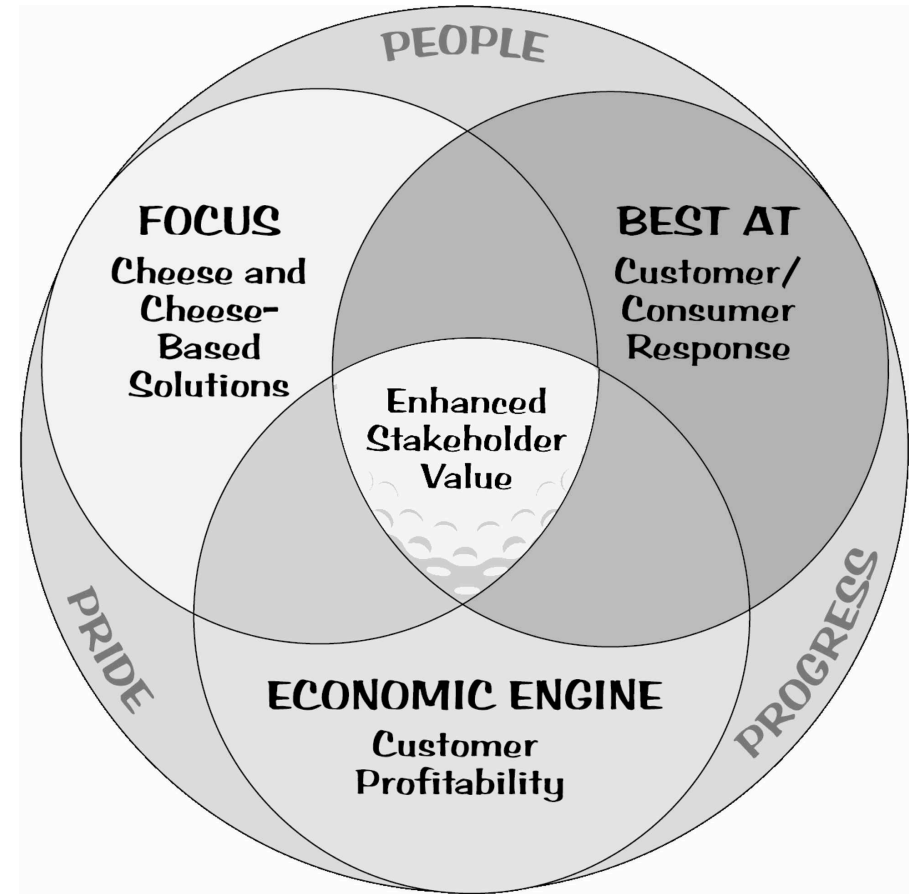 PEOPLE
FOCUS
Cheese and
Cheese-
Based
Solutions
BEST AT
Customer/
Consumer
Response
Enhanced
Stakeholder
Value
PRIDE
PROGRESS
ECONOMIC ENGINE
Customer
Profitability